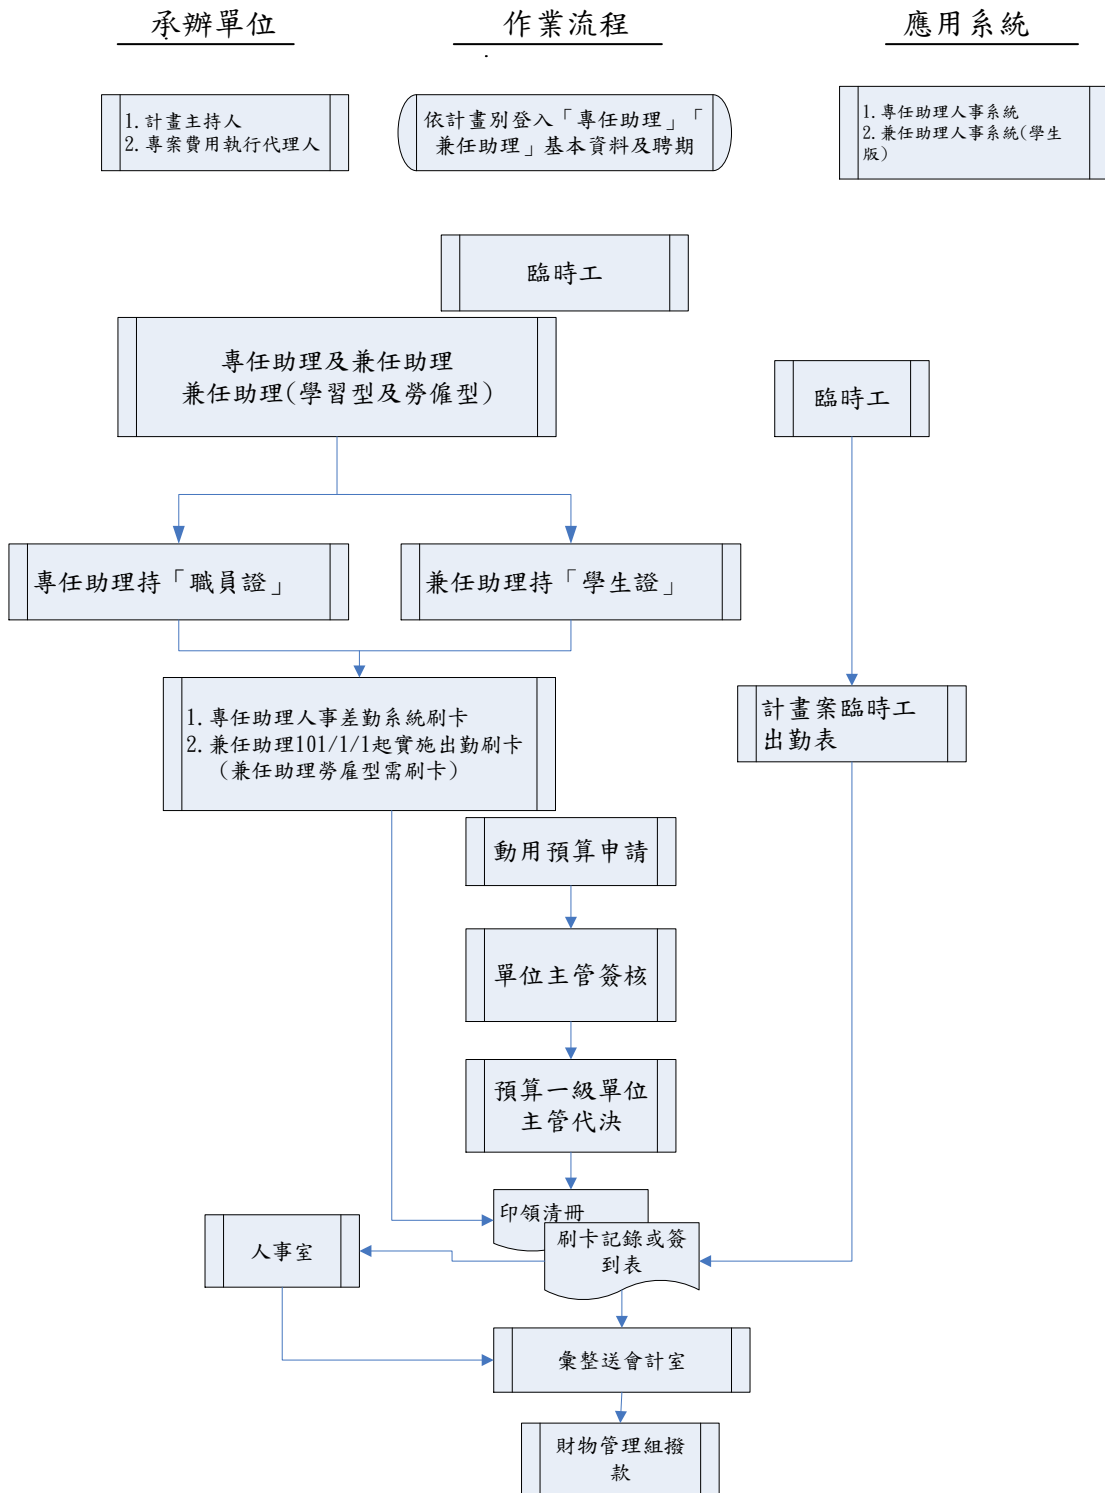 承辦單位
作業流程
應用系統
1.計畫主持人
2.專案費用執行代理人
依計畫別登入「專任助理」「
兼任助理」基本資料及聘期
1.專任助理人事系統
2.兼任助理人事系統(學生
版)
臨時工
專任助理及兼任助理
兼任助理(學習型及勞僱型)
臨時工
專任助理持「職員證」
兼任助理持「學生證」
1.專任助理人事差勤系統刷卡
2.兼任助理101/1/1起實施出勤刷卡
（兼任助理勞雇型需刷卡）
計畫案臨時工
出勤表
動用預算申請
單位主管簽核
預算一級單位
主管代決
印領清冊
刷卡記錄或簽
到表
人事室
彙整送會計室
財物管理組撥
款